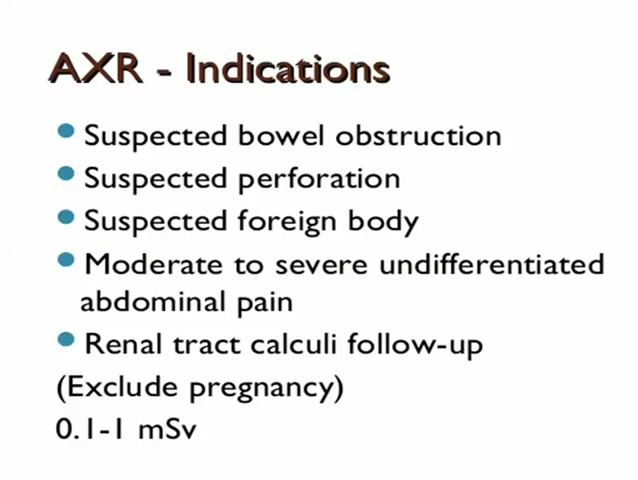 AXR - Indications
Suspected bowel obstruction
Suspected perforation
Suspected foreign body
Moderate to severe undifferentiated
abdominal pain
Renal tract calculi follow-up
(Exclude pregnancy)
0.1-1 mSv